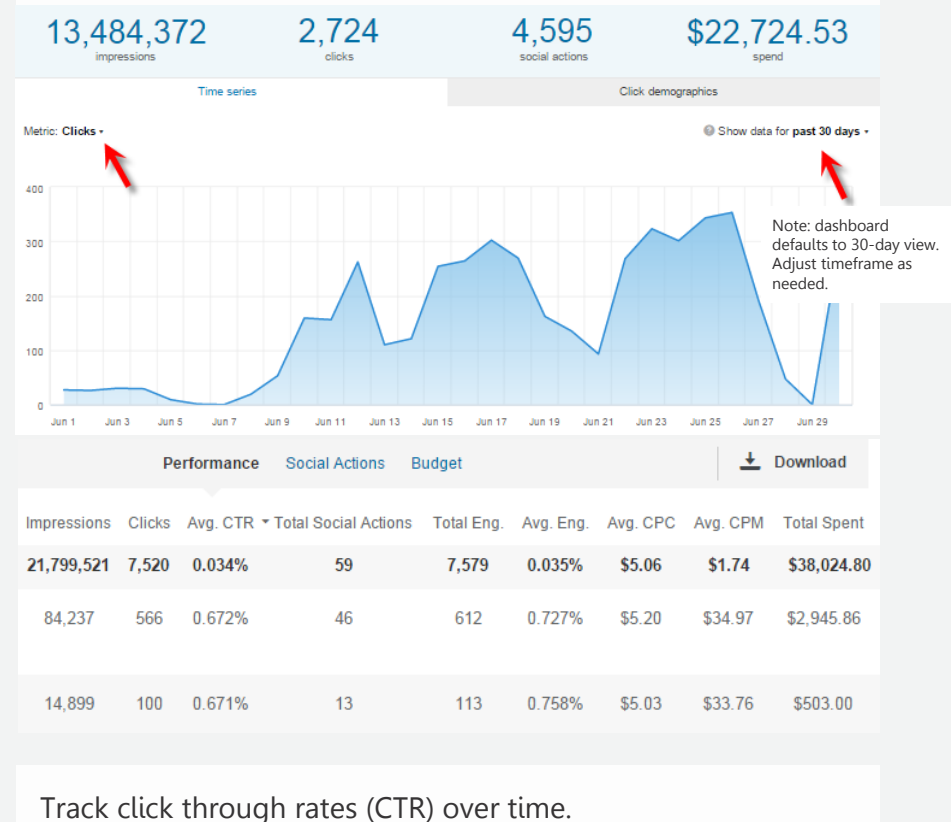 13,484,372 2,724 4,595 $22,724.53
impressions clicks social actions spend
Time series Click demographics
Metric: Clicks Show data for past 30 days
400
300
200
100
0
Note: dashboard
defaults to 30-day view.
Adjust timeframe as
needed.
Jun 1 Jun 3 Jun 5 Jun 7 Jun 9 Jun 11 Jun 13 Jun 15 Jun 17 Jun 19 Jun 21 Jun 23 Jun 25 Jun 27 Jun 29
Performance Social Actions Budget Download
Impressions Clicks Avg. CTR Total Social Actions Total Eng. Avg. Eng. Avg. CPC Avg. CPM Total Spent
21,799,521 7,520 0.034% 59 7,579 0.035% $5.06 $1.74 $38,024.80
84,237 566 0.672% 46 612 0.727% $5.20 $34.97 $2,945.86
14,899 100 0.671% 13 113 0.758% $5.03 $33.76 $503.00
Track click through rates (CTR) over time.